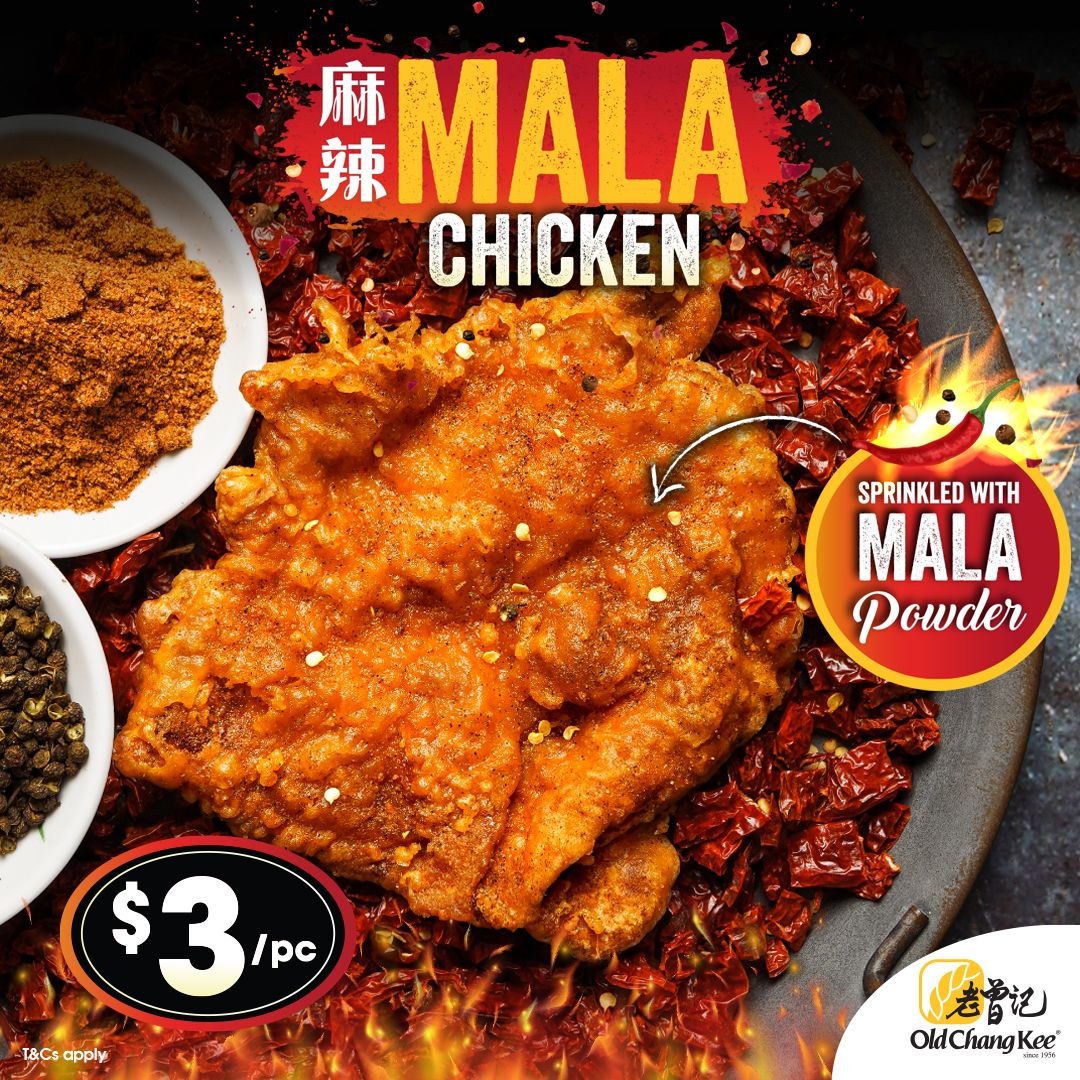 麻辣
MALA
CHICKEN
SPRINKLED WITH
MALA
Powder
$3/pc
T&Cs apply
老曾记
Old Chang Kee®
since 1956